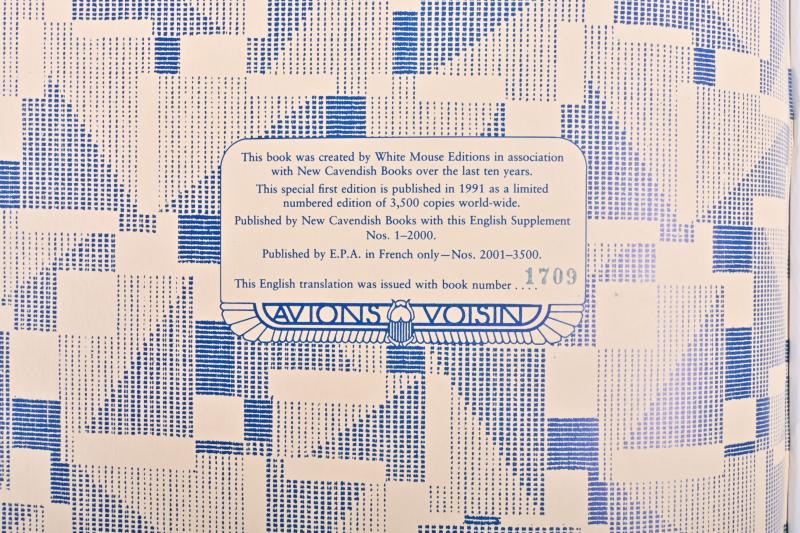 This book was created by White Mouse Editions in association
with New Cavendish Books over the last ten years.
This special first edition is published in 1991 as a limited
numbered edition of 3,500 copies world-wide.
Published by New Cavendish Books with this English Supplement
Nos. 1–2000.
Published by E.P.A. in French only—Nos. 2001–3500.
This English translation was issued with book number .... 1709
AVIONS VOISIN